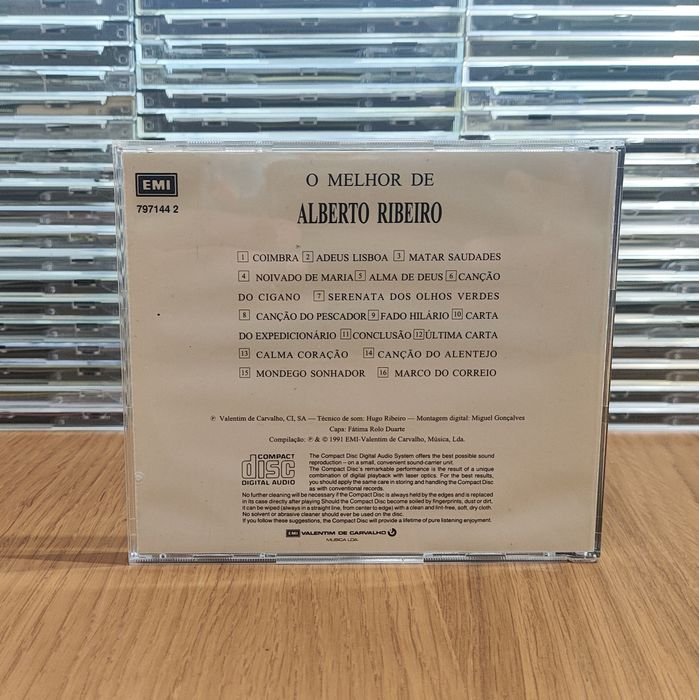 EMI
797144 2
O MELHOR DE
ALBERTO RIBEIRO
1 COIMBRA 2 ADEUS LISBOA 3 MATAR SAUDADES
4 NOIVADO DE MARIA 5 ALMA DE DEUS 6 CANÇÃO
DO CIGANO 7 SERENATA DOS OLHOS VERDES
8 CANÇÃO DO PESCADOR 9 FADO HILÁRIO 10 CARTA
DO EXPEDICIONÁRIO 11 CONCLUSÃO 12 ÚLTIMA CARTA
13 CALMA CORAÇÃO 14 CANÇÃO DO ALENTEJO
15 MONDEGO SONHADOR 16 MARCO DO CORREIO
℗ Valentim de Carvalho, CI, SA — Técnico de som: Hugo Ribeiro — Montagem digital: Miguel Gonçalves
Capa: Fátima Rolo Duarte
Compilação: ℗ & © 1991 EMI-Valentim de Carvalho, Música, Lda.
COMPACT
disc
DIGITAL AUDIO
The Compact Disc Digital Audio System offers the best possible sound
reproduction – on a small, convenient sound-carrier unit.
The Compact Disc's remarkable performance is the result of a unique
combination of digital playback with laser optics. For the best results,
you should apply the same care in storing and handling the Compact Disc
as with conventional records.
No further cleaning will be necessary if the Compact Disc is always held by the edges and is replaced
in its case directly after playing Should the Compact Disc become soiled by fingerprints, dust or dirt,
it can be wiped (always in a straight line, from center to edge) with a clean and lint-free, soft, dry cloth.
No solvent or abrasive cleaner should ever be used on the disc.
If you follow these suggestions, the Compact Disc will provide a lifetime of pure listening enjoyment.
EMI VALENTIM DE CARVALHO
MUSICA LDA.